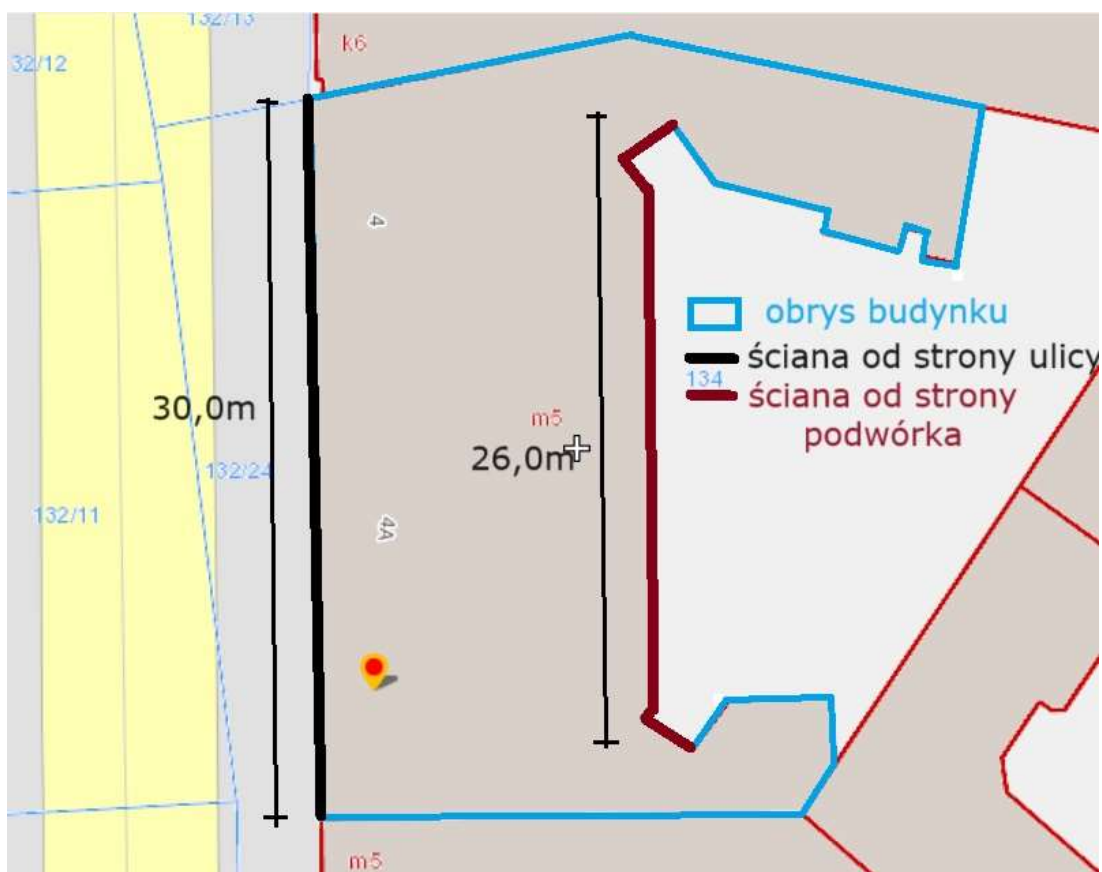 132/13
k6
32/12
4
obrys budynku
ściana od strony ulicy
134
ściana od strony
podwórka
30,0m
m5
26,0m
132/24
132/11
4A
m5